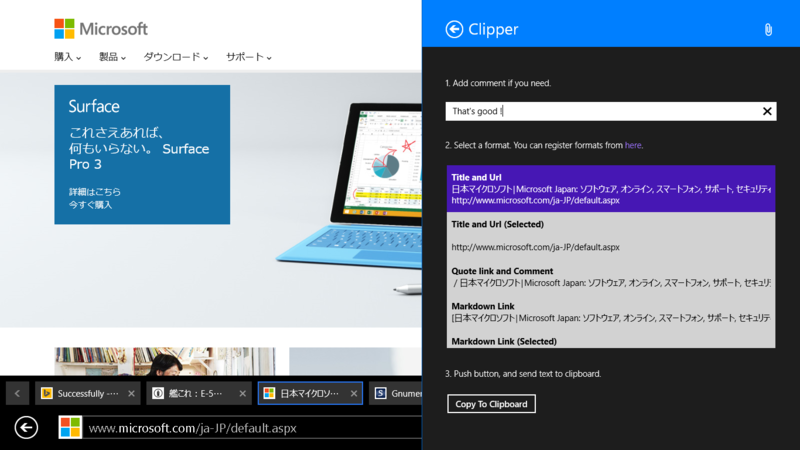 Microsoft
購入 製品 ダウンロード サポート
Surface
これさえあれば、
何もいらない。 Surface
Pro 3
詳細はこちら
今すぐ購入
Successfully -…
艦これ：E-5…
日本マイクロソ…
Gnumer
www.microsoft.com/ja-JP/default.aspx
Clipper
1. Add comment if you need.
That's good !
2. Select a format. You can register formats from here.
Title and Url
日本マイクロソフト|Microsoft Japan: ソフトウェア, オンライン, スマートフォン, サポート, セキュリティ
http://www.microsoft.com/ja-JP/default.aspx
Title and Url (Selected)
http://www.microsoft.com/ja-JP/default.aspx
Quote link and Comment
/ 日本マイクロソフト|Microsoft Japan: ソフトウェア, オンライン, スマートフォン, サポート, セキュリ
Markdown Link
[日本マイクロソフト|Microsoft Japan: ソフトウェア, オンライン, スマートフォン, サポート, セキュリテ
Markdown Link (Selected)
3. Push button, and send text to clipboard.
Copy To Clipboard